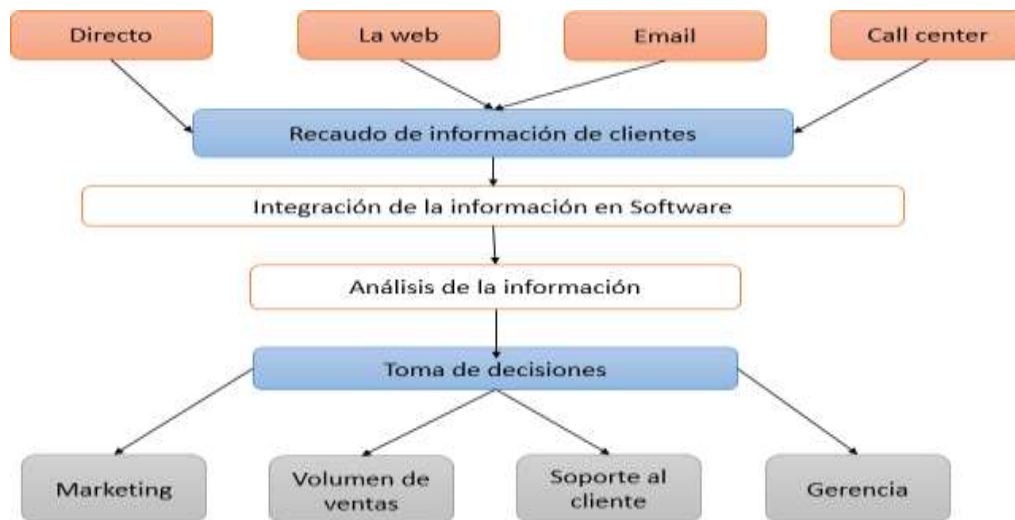 Directo
La web
Email
Call center
Recaudo de información de clientes
Integración de la información en Software
Análisis de la información
Toma de decisiones
Marketing
Volumen de
ventas
Soporte al
cliente
Gerencia